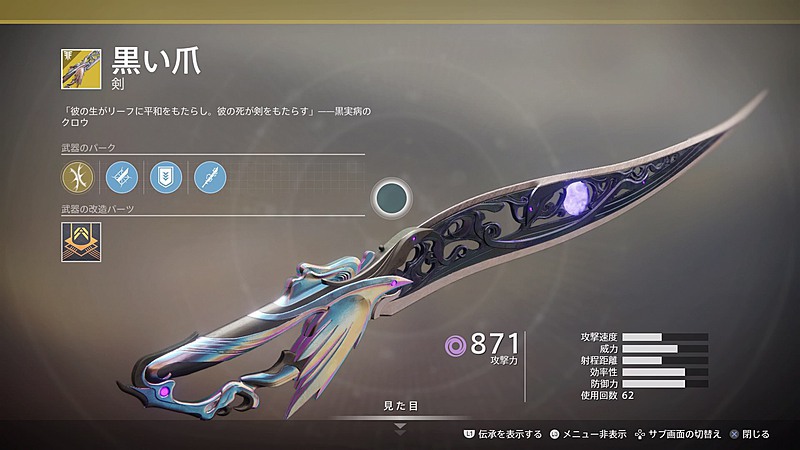 黒い爪
剣
「彼の生がリーフに平和をもたらし。彼の死が剣をもたらす」——黒実病の
クロウ
武器のパーク
武器の改造パーツ
871
攻撃力
攻撃速度
威力
射程距離
効率性
防御力
使用回数 62
見た目
L1 伝承を表示する L3 メニュー非表示 サブ画面の切替え 閉じる